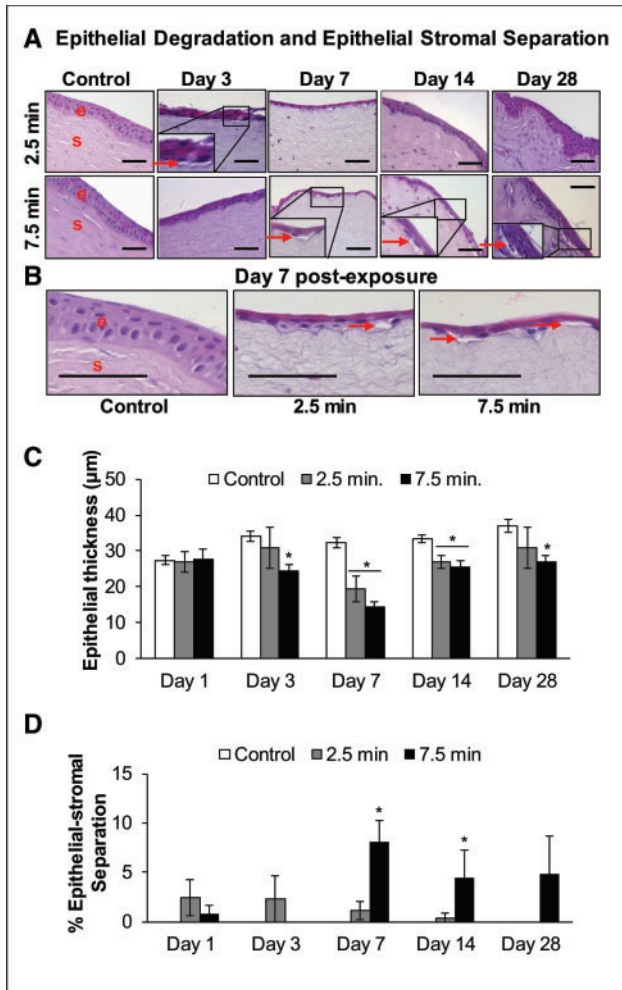 A Epithelial Degradation and Epithelial Stromal Separation
Control Day 3 Day 7 Day 14 Day 28
2.5 min
e
s
7.5 min
e
s
B Day 7 post-exposure
e
s
Control 2.5 min 7.5 min
C
Control 2.5 min. 7.5 min.
Epithelial thickness (µm)
50
40
30
20
10
0
* * * *
Day 1 Day 3 Day 7 Day 14 Day 28
D
Control 2.5 min 7.5 min
% Epithelial-stromal
Separation
15
10
5
0
* *
Day 1 Day 3 Day 7 Day 14 Day 28